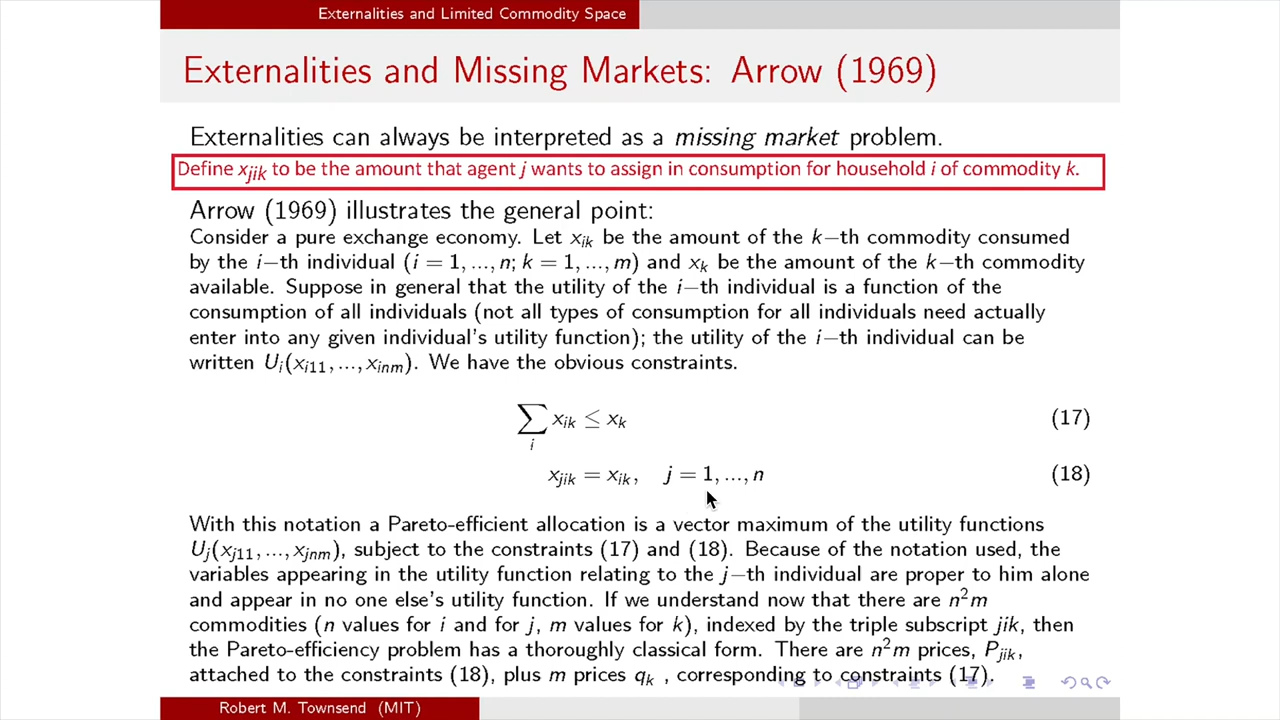 Externalities and Limited Commodity Space
Externalities and Missing Markets: Arrow (1969)
Externalities can always be interpreted as a missing market problem.
Define x_jik to be the amount that agent j wants to assign in consumption for household i of commodity k.
Arrow (1969) illustrates the general point:
Consider a pure exchange economy. Let x_ik be the amount of the k−th commodity consumed
by the i−th individual (i = 1, ..., n; k = 1, ..., m) and x_k be the amount of the k−th commodity
available. Suppose in general that the utility of the i−th individual is a function of the
consumption of all individuals (not all types of consumption for all individuals need actually
enter into any given individual's utility function); the utility of the i−th individual can be
written U_i(x_i11, ..., x_inm). We have the obvious constraints.
∑_i x_ik ≤ x_k (17)
x_jik = x_ik, j = 1, ..., n (18)
With this notation a Pareto-efficient allocation is a vector maximum of the utility functions
U_j(x_j11, ..., x_jnm), subject to the constraints (17) and (18). Because of the notation used, the
variables appearing in the utility function relating to the j−th individual are proper to him alone
and appear in no one else's utility function. If we understand now that there are n²m
commodities (n values for i and for j, m values for k), indexed by the triple subscript jik, then
the Pareto-efficiency problem has a thoroughly classical form. There are n²m prices, P_jik,
attached to the constraints (18), plus m prices q_k , corresponding to constraints (17).
Robert M. Townsend (MIT)